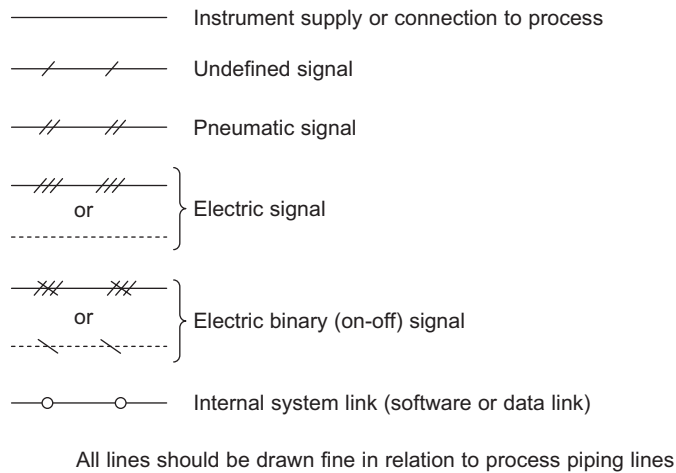 Instrument supply or connection to process
Undefined signal
Pneumatic signal
or
Electric signal
or
Electric binary (on-off) signal
Internal system link (software or data link)
All lines should be drawn fine in relation to process piping lines